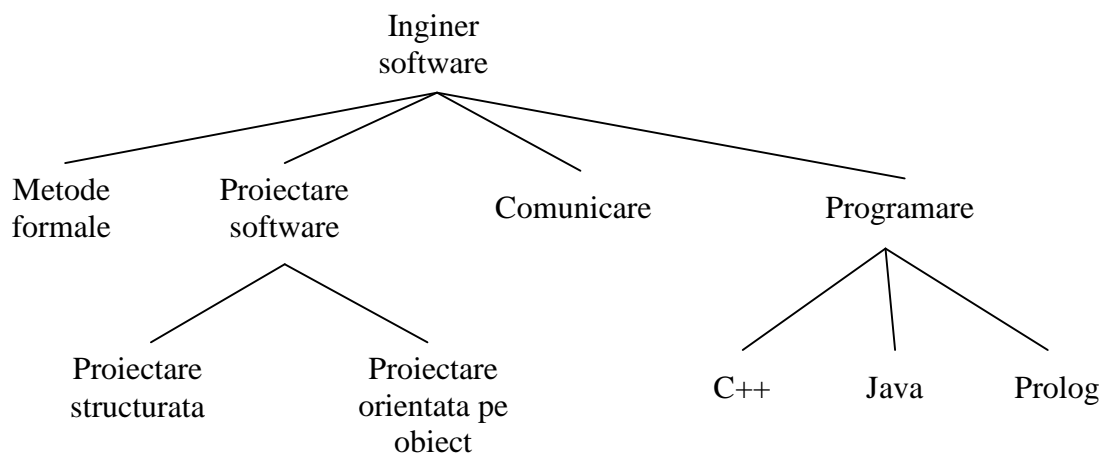 Inginer
software
Metode
formale
Proiectare
software
Comunicare
Programare
Proiectare
structurata
Proiectare
orientata pe
obiect
C++
Java
Prolog